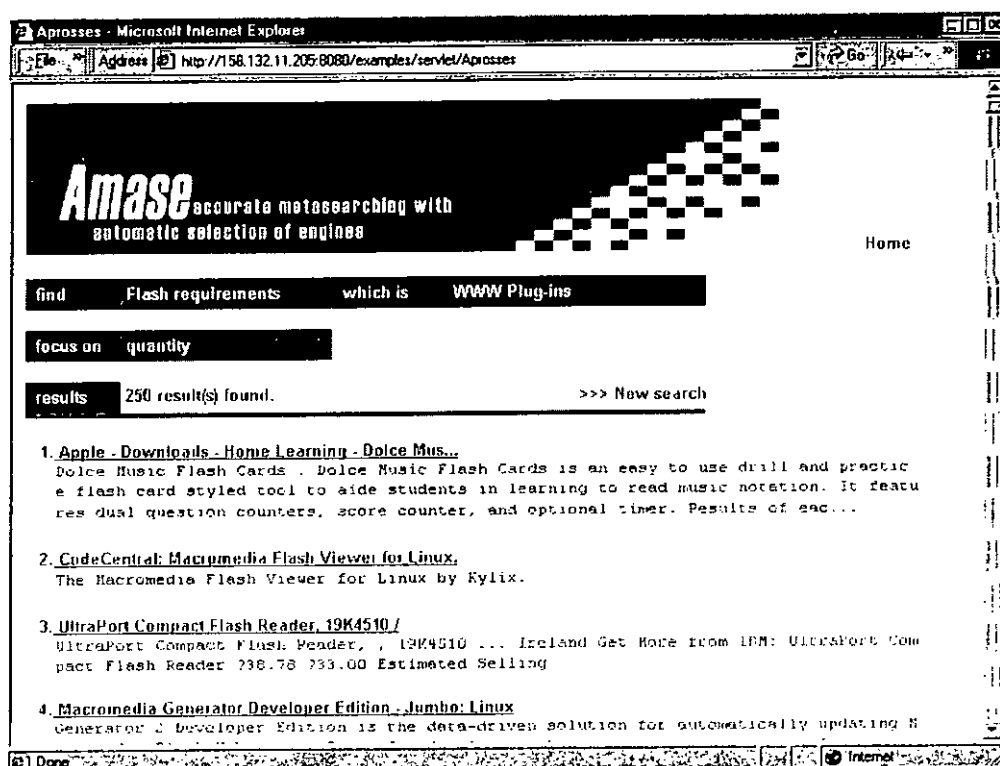 Aprosses - Microsoft Internet Explorer
File » Address http://158.132.11.205:8080/examples/servlet/Aprosses Go »
Amase accurate metasearching with
automatic selection of engines
Home
find Flash requirements which is WWW Plug-ins
focus on quantity
results 250 result(s) found. >>> New search
1. Apple - Downloads - Home Learning - Dolce Mus...
Dolce Music Flash Cards . Dolce Music Flash Cards is an easy to use drill and practic
e flash card styled tool to aide students in learning to read music notation. It featu
res dual question counters, score counter, and optional timer. Results of eac...
2. CodeCentral: Macromedia Flash Viewer for Linux.
The Macromedia Flash Viewer for Linux by Kylix.
3. UltraPort Compact Flash Reader, 19K4510 /
UltraPort Compact Flash Reader, , 19K4510 ... Ireland Get More from IBM: UltraPort Com
pact Flash Reader ?38.78 ?33.00 Estimated Selling
4. Macromedia Generator Developer Edition - Jumbo: Linux
Generator 2 Developer Edition is the data-driven solution for automatically updating M
Done Internet